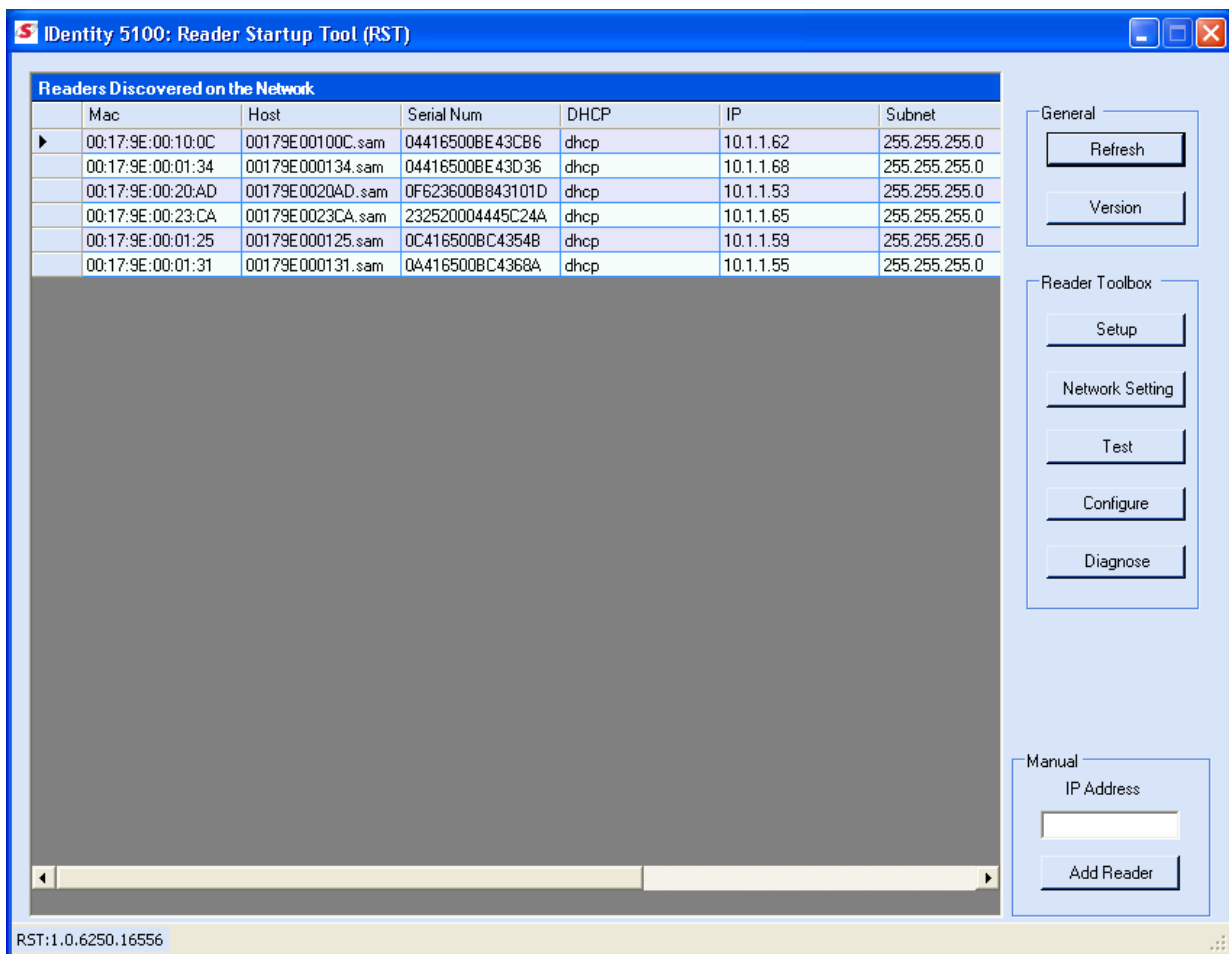 IDentity 5100: Reader Startup Tool (RST)
Readers Discovered on the Network
Mac Host Serial Num DHCP IP Subnet
00:17:9E:00:10:0C 00179E00100C.sam 04416500BE43CB6 dhcp 10.1.1.62 255.255.255.0
00:17:9E:00:01:34 00179E000134.sam 04416500BE43D36 dhcp 10.1.1.68 255.255.255.0
00:17:9E:00:20:AD 00179E0020AD.sam 0F623600B843101D dhcp 10.1.1.53 255.255.255.0
00:17:9E:00:23:CA 00179E0023CA.sam 232520004445C24A dhcp 10.1.1.65 255.255.255.0
00:17:9E:00:01:25 00179E000125.sam 0C416500BC4354B dhcp 10.1.1.59 255.255.255.0
00:17:9E:00:01:31 00179E000131.sam 0A416500BC4368A dhcp 10.1.1.55 255.255.255.0
General
Refresh
Version
Reader Toolbox
Setup
Network Setting
Test
Configure
Diagnose
Manual
IP Address
Add Reader
RST:1.0.6250.16556